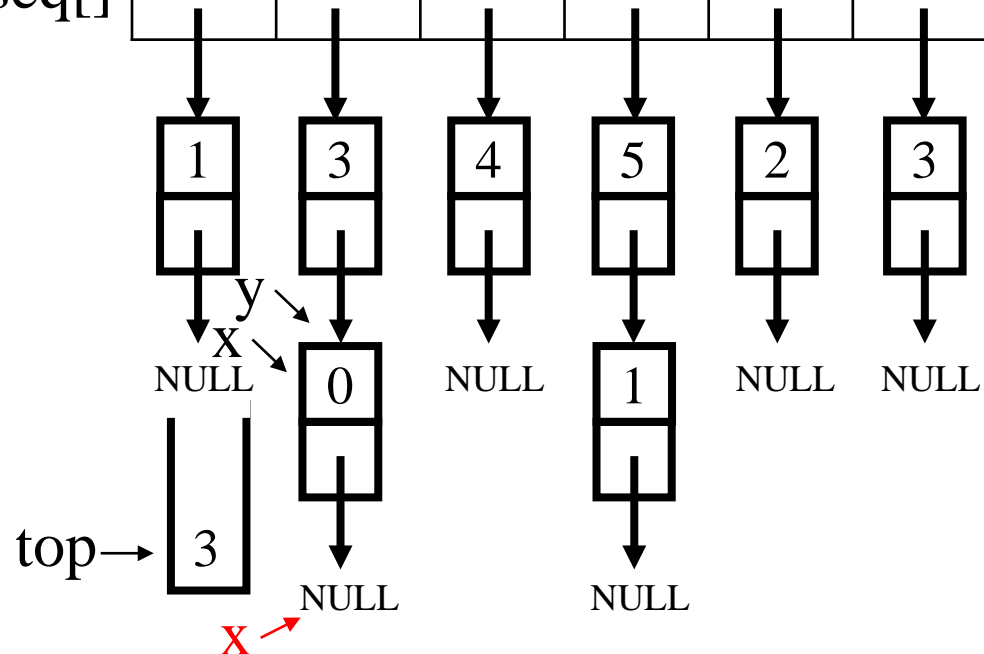 seq[]
1 3 4 5 2 3
y
x
NULL NULL NULL NULL
0 1
top 3
NULL NULL
x